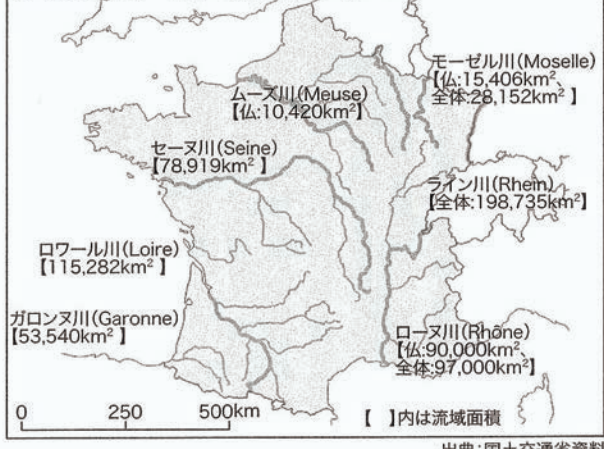 モーゼル川(Moselle)
【仏:15,406km²、
全体:28,152km² 】
ムーズ川(Meuse)
【仏:10,420km²】
セーヌ川(Seine)
【78,919km² 】
ライン川(Rhein)
【全体:198,735km²】
ロワール川(Loire)
【115,282km² 】
ガロンヌ川(Garonne)
【53,540km² 】
ローヌ川(Rhône)
【仏:90,000km²、
全体:97,000km²】
0 250 500km
【 】内は流域面積
出典:国土交通省資料